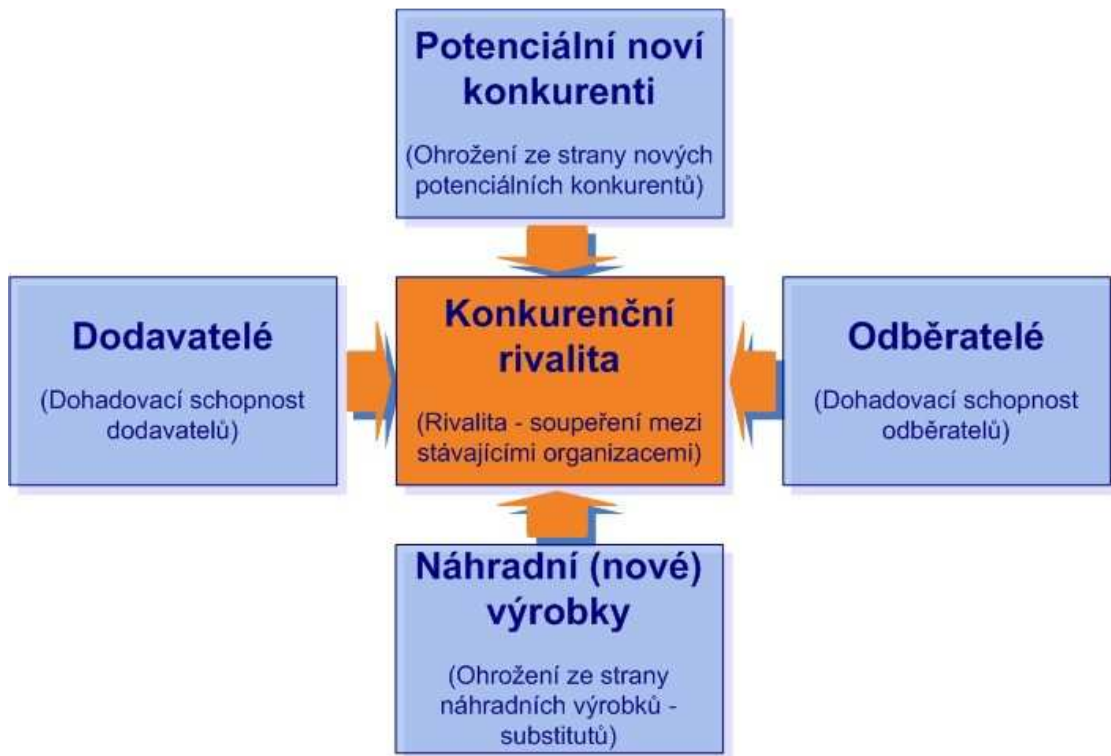 Potenciální noví
konkurenti
(Ohrožení ze strany nových
potenciálních konkurentů)
Dodavatelé
(Dohadovací schopnost
dodavatelů)
Konkurenční
rivalita
(Rivalita - soupeření mezi
stávajícími organizacemi)
Odběratelé
(Dohadovací schopnost
odběratelů)
Náhradní (nové)
výrobky
(Ohrožení ze strany
náhradních výrobků -
substitutů)